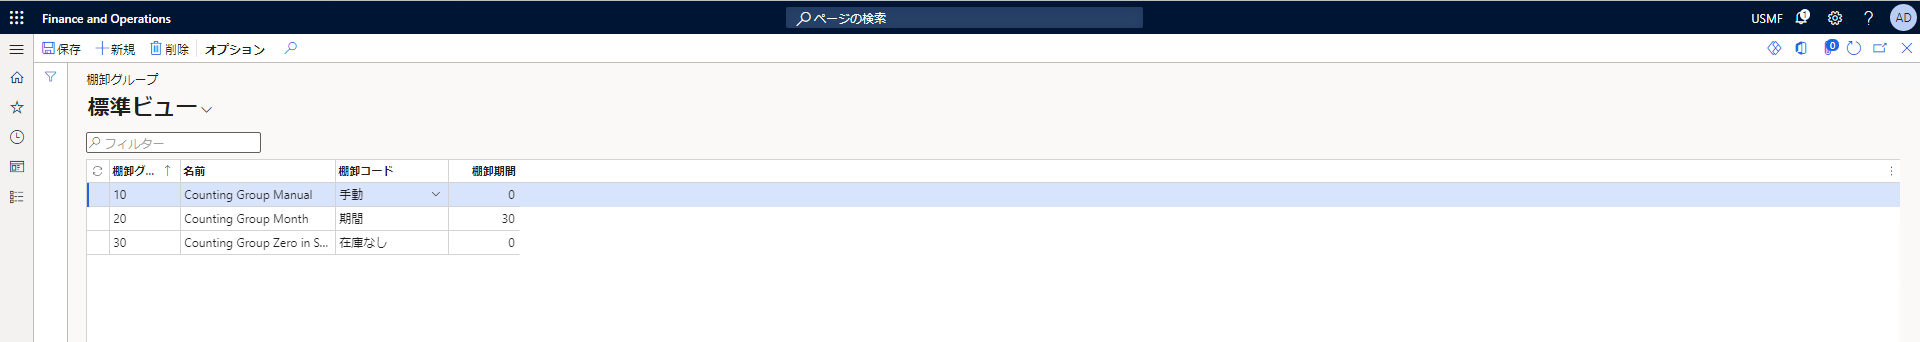 Finance and Operations
ページの検索
USMF
1
AD
保存
新規
削除
オプション
0
棚卸グループ
標準ビュー
フィルター
棚卸グ... 名前 棚卸コード 棚卸期間
10 Counting Group Manual 手動 0
20 Counting Group Month 期間 30
30 Counting Group Zero in S... 在庫なし 0